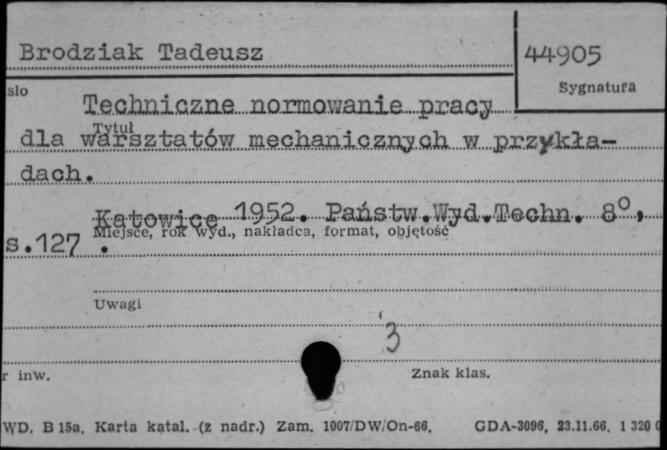 Brodziak Tadeusz
44905
Sygnatura
sło
Techniczne normowanie pracy
Tytuł
dla warsztatów mechanicznych w przykła-
dach.
Katowice 1952. Państw.Wyd.Techn. 8°,
Miejsce, rok wyd., nakładca, format, objętość
s.127 .
Uwagi
3
r inw.
Znak klas.
WD. B 15a. Karta katal. (z nadr.) Zam. 1007/DW/On-66. GDA-3096, 23.11.66, 1 320 0